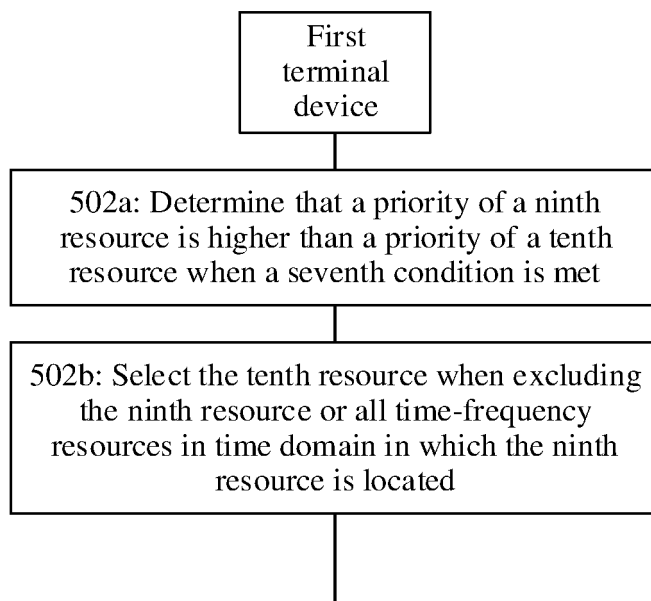 First
terminal
device
502a: Determine that a priority of a ninth
resource is higher than a priority of a tenth
resource when a seventh condition is met
502b: Select the tenth resource when excluding
the ninth resource or all time-frequency
resources in time domain in which the ninth
resource is located